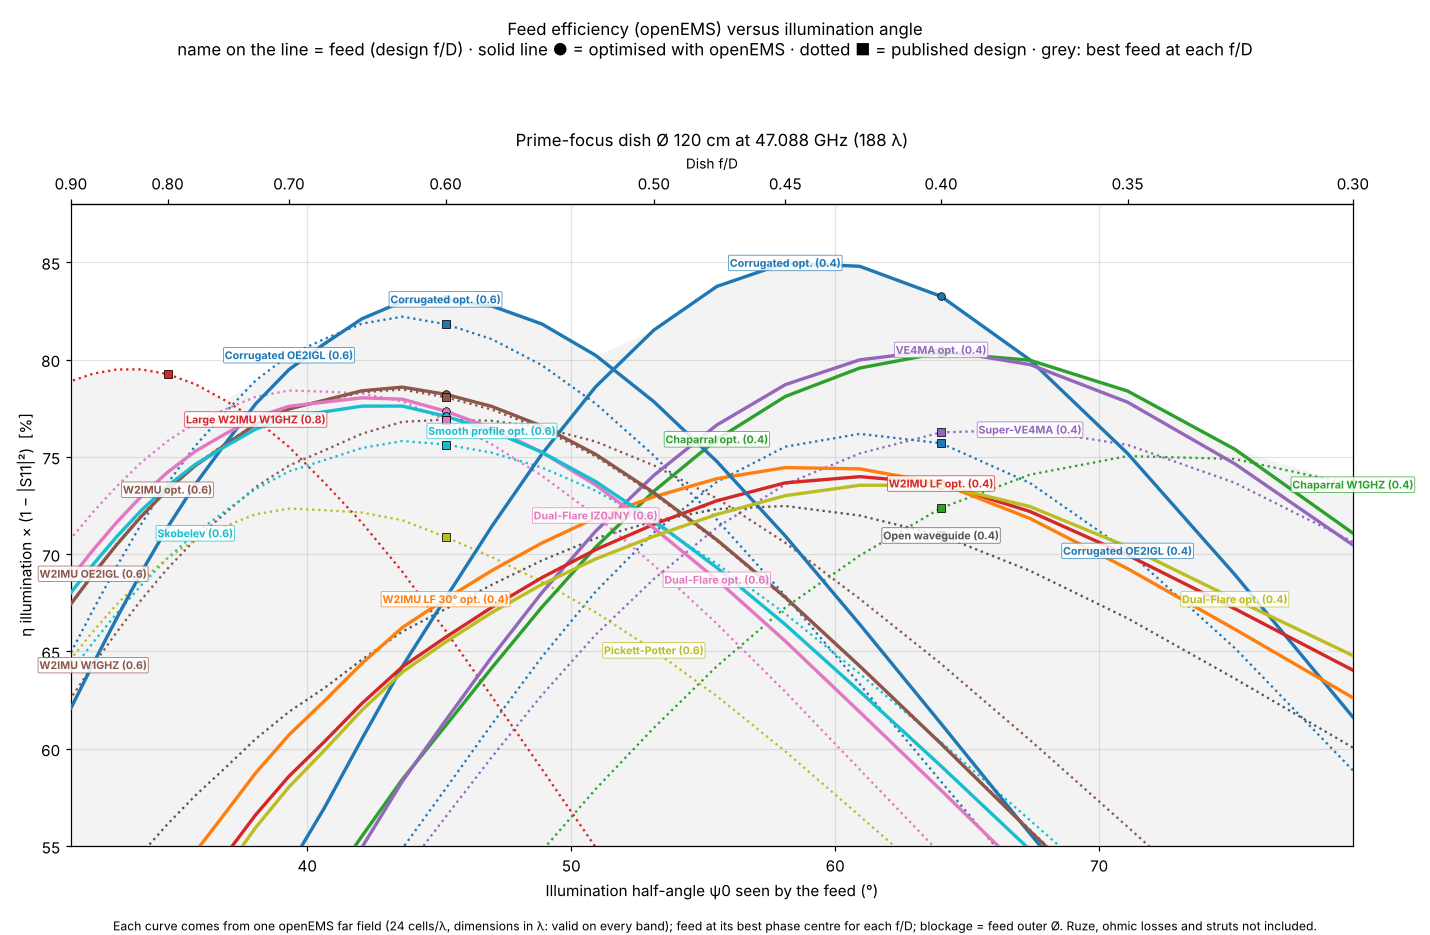 Feed efficiency (openEMS) versus illumination angle
name on the line = feed (design f/D) · solid line ● = optimised with openEMS · dotted ■ = published design · grey: best feed at each f/D
Prime-focus dish Ø 120 cm at 47.088 GHz (188 λ)
Dish f/D
0.90 0.80 0.70 0.60 0.50 0.45 0.40 0.35 0.30
85
Corrugated opt. (0.4)
Corrugated opt. (0.6)
Corrugated OE2IGL (0.6)
VE4MA opt. (0.4)
80
Large W2IMU W1GHZ (0.8)
Smooth profile opt. (0.6)
Super-VE4MA (0.4)
Chaparral opt. (0.4)
75
W2IMU opt. (0.6)
W2IMU LF opt. (0.4)
Chaparral W1GHZ (0.4)
Dual-Flare IZ0JNY (0.6)
Skobelev (0.6)
Open waveguide (0.4)
Corrugated OE2IGL (0.4)
70
W2IMU OE2IGL (0.6)
Dual-Flare opt. (0.6)
W2IMU LF 30° opt. (0.4)
Dual-Flare opt. (0.4)
65
Pickett-Potter (0.6)
W2IMU W1GHZ (0.6)
60
55
η illumination × (1 − |S11|²) [%]
40 50 60 70
Illumination half-angle ψ0 seen by the feed (°)
Each curve comes from one openEMS far field (24 cells/λ, dimensions in λ: valid on every band); feed at its best phase centre for each f/D; blockage = feed outer Ø. Ruze, ohmic losses and struts not included.